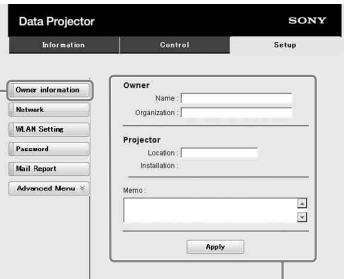 Data Projector
SONY
Information
Control
Setup
Owner information
Network
WLAN Setting
Password
Mail Report
Advanced Menu
Owner
Name :
Organization :
Projector
Location :
Installation :
Memo :
Apply